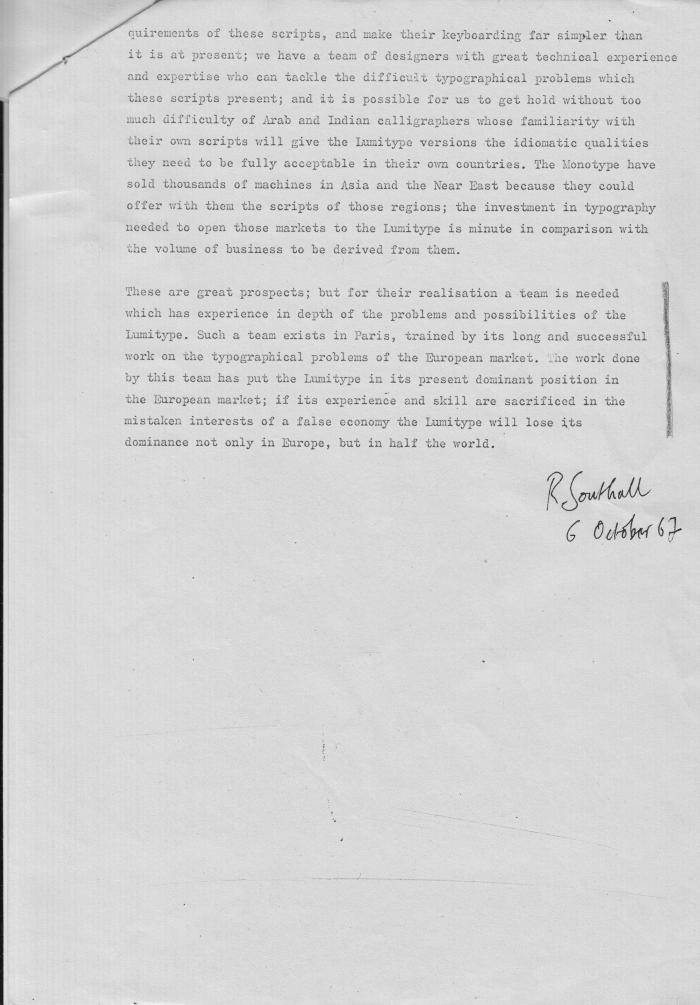 quirements of these scripts, and make their keyboarding far simpler than
it is at present; we have a team of designers with great technical experience
and expertise who can tackle the difficult typographical problems which
these scripts present; and it is possible for us to get hold without too
much difficulty of Arab and Indian calligraphers whose familiarity with
their own scripts will give the Lumitype versions the idiomatic qualities
they need to be fully acceptable in their own countries. The Monotype have
sold thousands of machines in Asia and the Near East because they could
offer with them the scripts of those regions; the investment in typography
needed to open those markets to the Lumitype is minute in comparison with
the volume of business to be derived from them.
These are great prospects; but for their realisation a team is needed
which has experience in depth of the problems and possibilities of the
Lumitype. Such a team exists in Paris, trained by its long and successful
work on the typographical problems of the European market. The work done
by this team has put the Lumitype in its present dominant position in
the European market; if its experience and skill are sacrificed in the
mistaken interests of a false economy the Lumitype will lose its
dominance not only in Europe, but in half the world.
R Southall
6 October 67